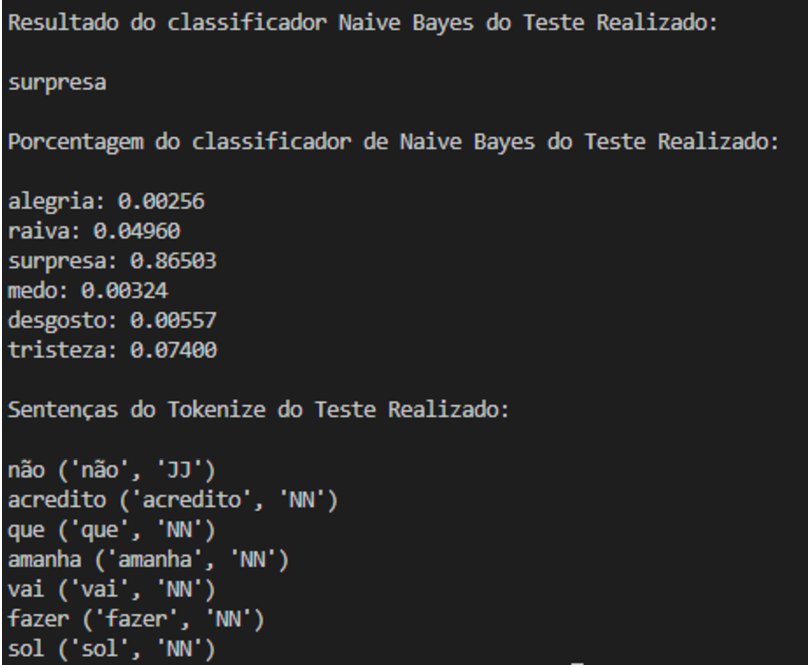 Resultado do classificador Naive Bayes do Teste Realizado:
surpresa
Porcentagem do classificador de Naive Bayes do Teste Realizado:
alegria: 0.00256
raiva: 0.04960
surpresa: 0.86503
medo: 0.00324
desgosto: 0.00557
tristeza: 0.07400
Sentenças do Tokenize do Teste Realizado:
não ('não', 'JJ')
acredito ('acredito', 'NN')
que ('que', 'NN')
amanha ('amanha', 'NN')
vai ('vai', 'NN')
fazer ('fazer', 'NN')
sol ('sol', 'NN')